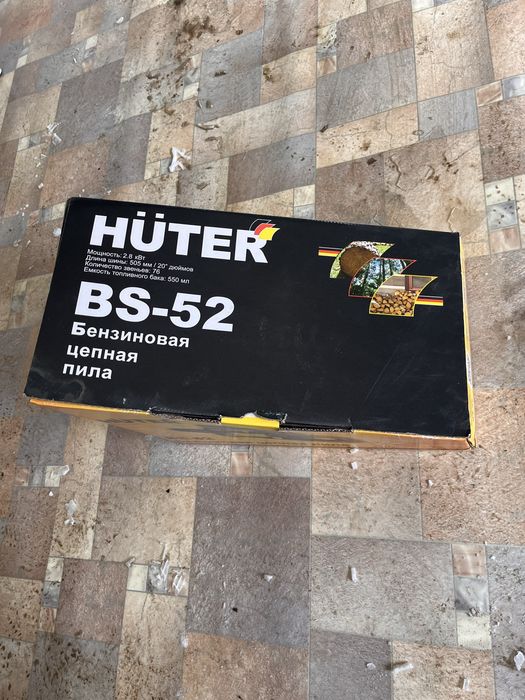 HÜTER
Мощность: 2.8 кВт
Длина шины: 505 мм / 20" дюймов
Количество звеньев: 76
Емкость топливного бака: 550 мл
BS-52
Бензиновая
цепная
пила